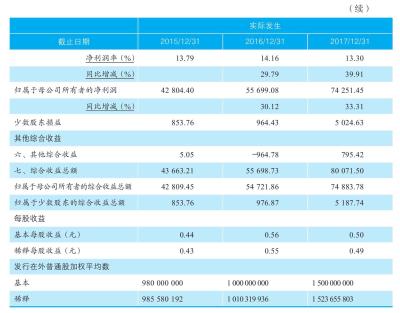 （续）
实际发生
截止日期 2015/12/31 2016/12/31 2017/12/31
净利润率（%） 13.79 14.16 13.30
同比增减（%） 29.79 39.91
归属于母公司所有者的净利润 42 804.40 55 699.08 74 251.45
同比增减（%） 30.12 33.31
少数股东损益 853.76 964.43 5 024.63
其他综合收益
六、其他综合收益 5.05 -964.78 795.42
七、综合收益总额 43 663.21 55 698.73 80 071.50
归属于母公司所有者的综合收益总额 42 809.45 54 721.86 74 883.78
归属于少数股东的综合收益总额 853.76 976.87 5 187.74
每股收益
基本每股收益（元） 0.44 0.56 0.50
稀释每股收益（元） 0.43 0.55 0.49
发行在外普通股加权平均数
基本 980 000 000 1 000 000 000 1 500 000 000
稀释 985 580 192 1 010 319 936 1 523 655 803